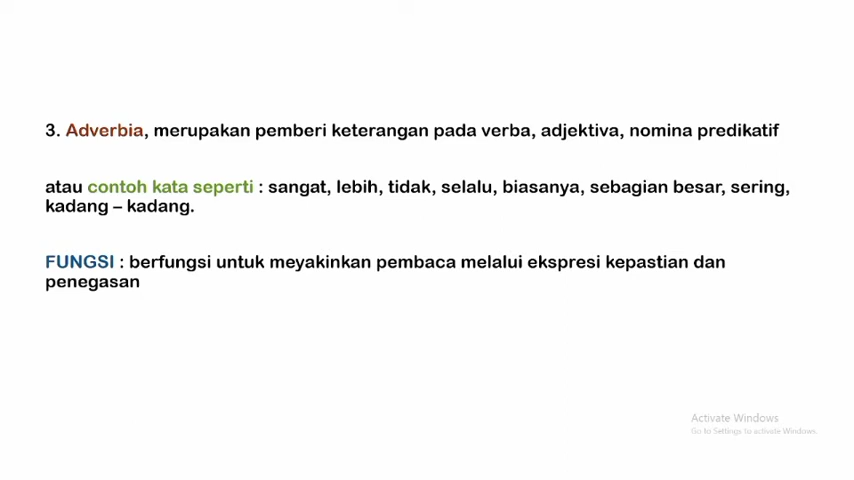 3. Adverbia, merupakan pemberi keterangan pada verba, adjektiva, nomina predikatif
atau contoh kata seperti : sangat, lebih, tidak, selalu, biasanya, sebagian besar, sering,
kadang – kadang.
FUNGSI : berfungsi untuk meyakinkan pembaca melalui ekspresi kepastian dan
penegasan
Activate Windows
Go to Settings to activate Windows.